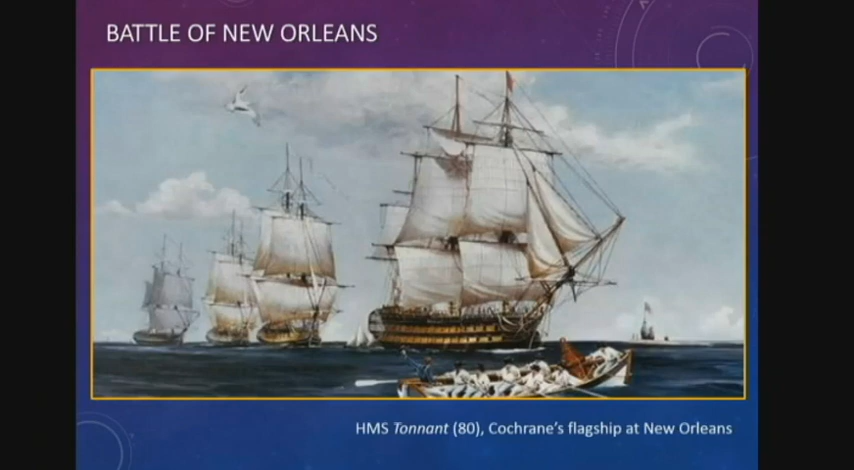 BATTLE OF NEW ORLEANS
HMS Tonnant (80), Cochrane's flagship at New Orleans